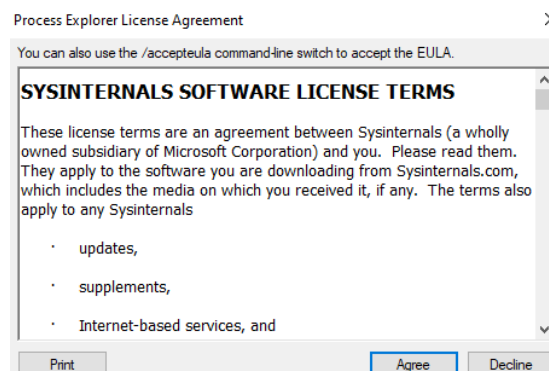 Process Explorer License Agreement
You can also use the /accepteula command-line switch to accept the EULA.
SYSINTERNALS SOFTWARE LICENSE TERMS
These license terms are an agreement between Sysinternals (a wholly
owned subsidiary of Microsoft Corporation) and you.  Please read them.
They apply to the software you are downloading from Sysinternals.com,
which includes the media on which you received it, if any.  The terms also
apply to any Sysinternals
· updates,
· supplements,
· Internet-based services, and
Print Agree Decline